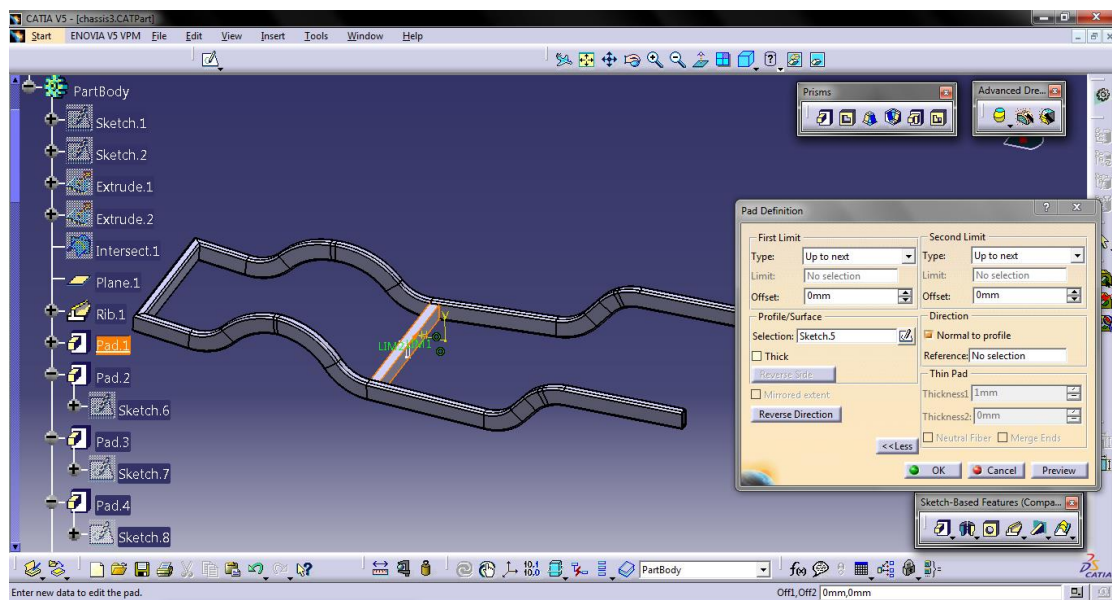 CATIA V5 - [chassis3.CATPart]
Start ENOVIA V5 VPM File Edit View Insert Tools Window Help
PartBody
Sketch.1
Sketch.2
Extrude.1
Extrude.2
Intersect.1
Plane.1
Rib.1
Pad.1
Pad.2
Sketch.6
Pad.3
Sketch.7
Pad.4
Sketch.8
Prisms
Advanced Dre...
Pad Definition
First Limit
Type: Up to next
Limit: No selection
Offset: 0mm
Profile/Surface
Selection: Sketch.5
Thick
Reverse Side
Mirrored extent
Reverse Direction
<<Less
Second Limit
Type: Up to next
Limit: No selection
Offset: 0mm
Direction
Normal to profile
Reference: No selection
Thin Pad
Thickness1 1mm
Thickness2: 0mm
Neutral Fiber Merge Ends
OK Cancel Preview
Sketch-Based Features (Compa...
PartBody
Enter new data to edit the pad.
Off1,Off2 0mm,0mm
CATIA